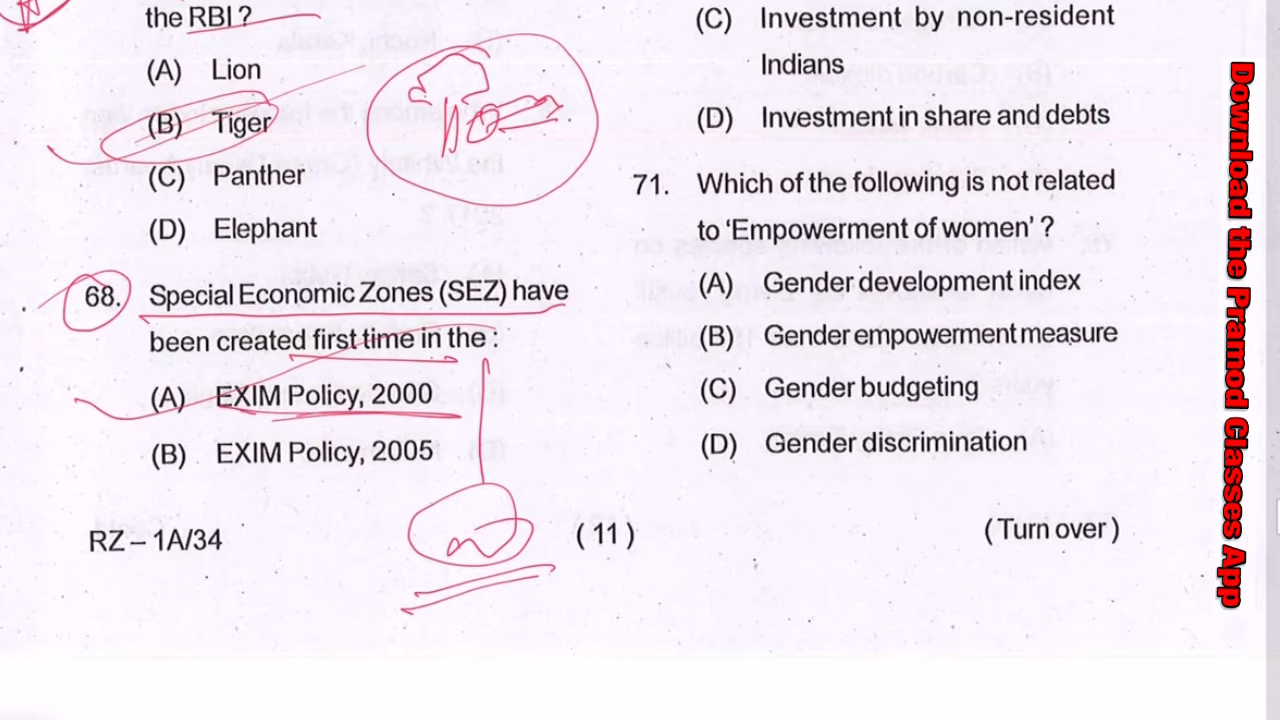 the RBI ?
(A) Lion
(B) Tiger
(C) Panther
(D) Elephant
68. Special Economic Zones (SEZ) have
been created first time in the :
(A) EXIM Policy, 2000
(B) EXIM Policy, 2005
RZ – 1A/34
(11)
(C) Investment by non-resident
Indians
(D) Investment in share and debts
71. Which of the following is not related
to ‘Empowerment of women’ ?
(A) Gender development index
(B) Gender empowerment measure
(C) Gender budgeting
(D) Gender discrimination
(Turn over)
Download the Pramod Classes App